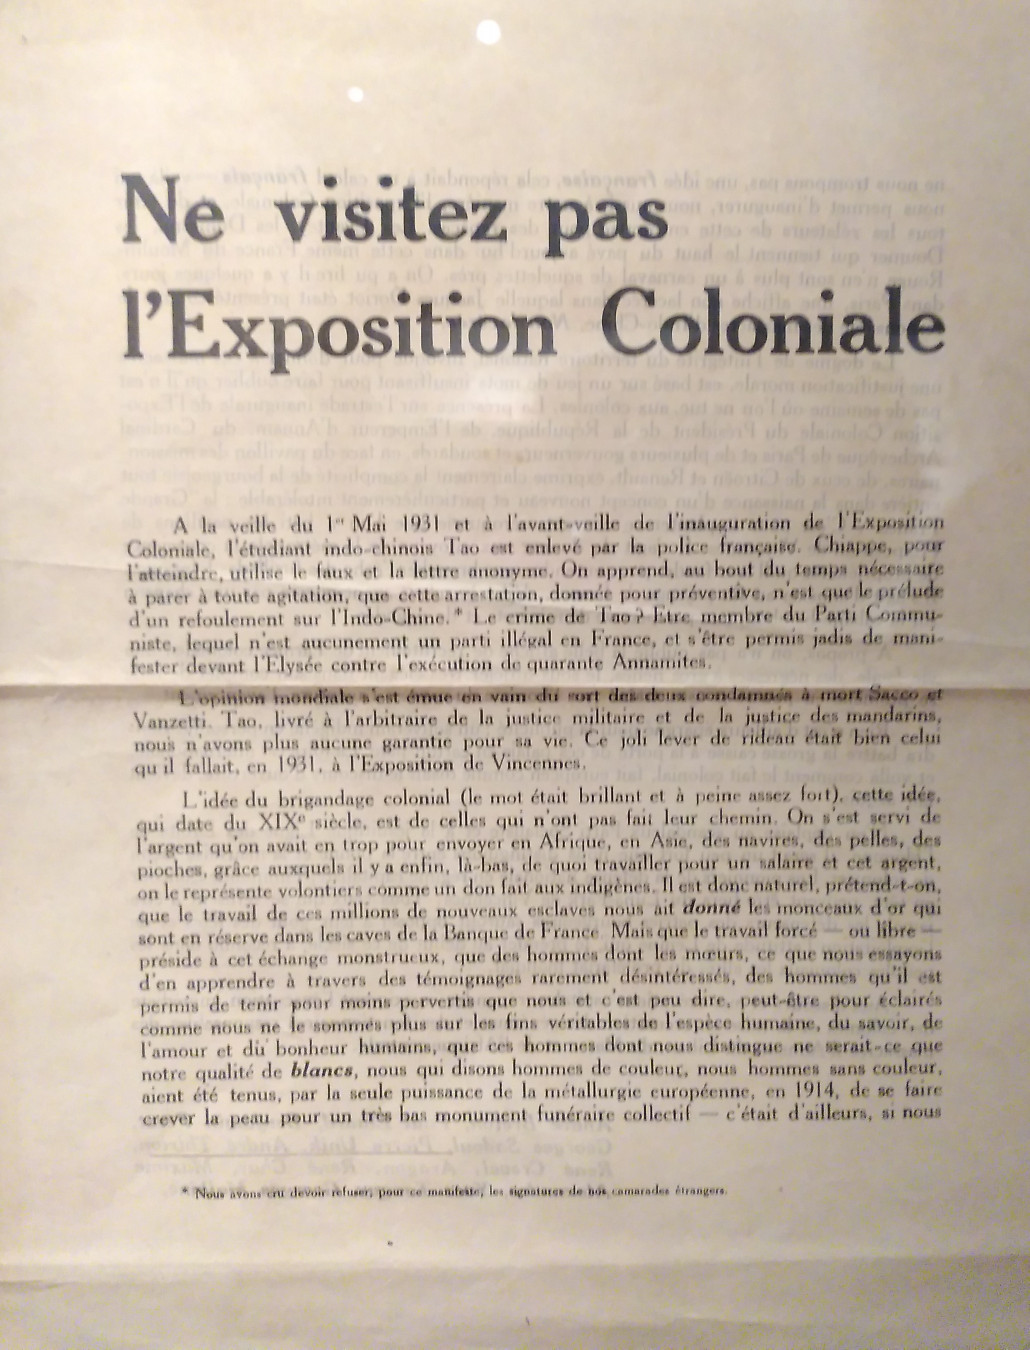 Ne visitez pas
l'Exposition Coloniale
A la veille du 1er Mai 1931 et à l'avant-veille de l'inauguration de l'Exposition
Coloniale, l'étudiant indo-chinois Tao est enlevé par la police française. Chiappe, pour
l'atteindre, utilise le faux et la lettre anonyme. On apprend, au bout du temps nécessaire
à parer à toute agitation, que cette arrestation, donnée pour préventive, n'est que le prélude
d'un refoulement sur l'Indo-Chine.* Le crime de Tao? Etre membre du Parti Commu-
niste, lequel n'est aucunement un parti illégal en France, et s'être permis jadis de mani-
fester devant l'Elysée contre l'exécution de quarante Annamites.
L'opinion mondiale s'est émue en vain du sort des deux condamnés à mort Sacco et
Vanzetti. Tao, livré à l'arbitraire de la justice militaire et de la justice des mandarins,
nous n'avons plus aucune garantie pour sa vie. Ce joli lever de rideau était bien celui
qu'il fallait, en 1931, à l'Exposition de Vincennes.
L'idée du brigandage colonial (le mot était brillant et à peine assez fort), cette idée,
qui date du XIXe siècle, est de celles qui n'ont pas fait leur chemin. On s'est servi de
l'argent qu'on avait en trop pour envoyer en Afrique, en Asie, des navires, des pelles, des
pioches, grâce auxquels il y a enfin, là-bas, de quoi travailler pour un salaire et cet argent,
on le représente volontiers comme un don fait aux indigènes. Il est donc naturel, prétend-t-on,
que le travail de ces millions de nouveaux esclaves nous ait donné les monceaux d'or qui
sont en réserve dans les caves de la Banque de France. Mais que le travail forcé — ou libre —
préside à cet échange monstrueux, que des hommes dont les mœurs, ce que nous essayons
d'en apprendre à travers des témoignages rarement désintéressés, des hommes qu'il est
permis de tenir pour moins pervertis que nous et c'est peu dire, peut-être pour éclairés
comme nous ne le sommes plus sur les fins véritables de l'espèce humaine, du savoir, de
l'amour et du bonheur humains, que ces hommes dont nous distingue ne serait-ce que
notre qualité de blancs, nous qui disons hommes de couleur, nous hommes sans couleur,
aient été tenus, par la seule puissance de la métallurgie européenne, en 1914, de se faire
crever la peau pour un très bas monument funéraire collectif — c'était d'ailleurs, si nous
* Nous avons cru devoir refuser, pour ce manifeste, les signatures de nos camarades étrangers.